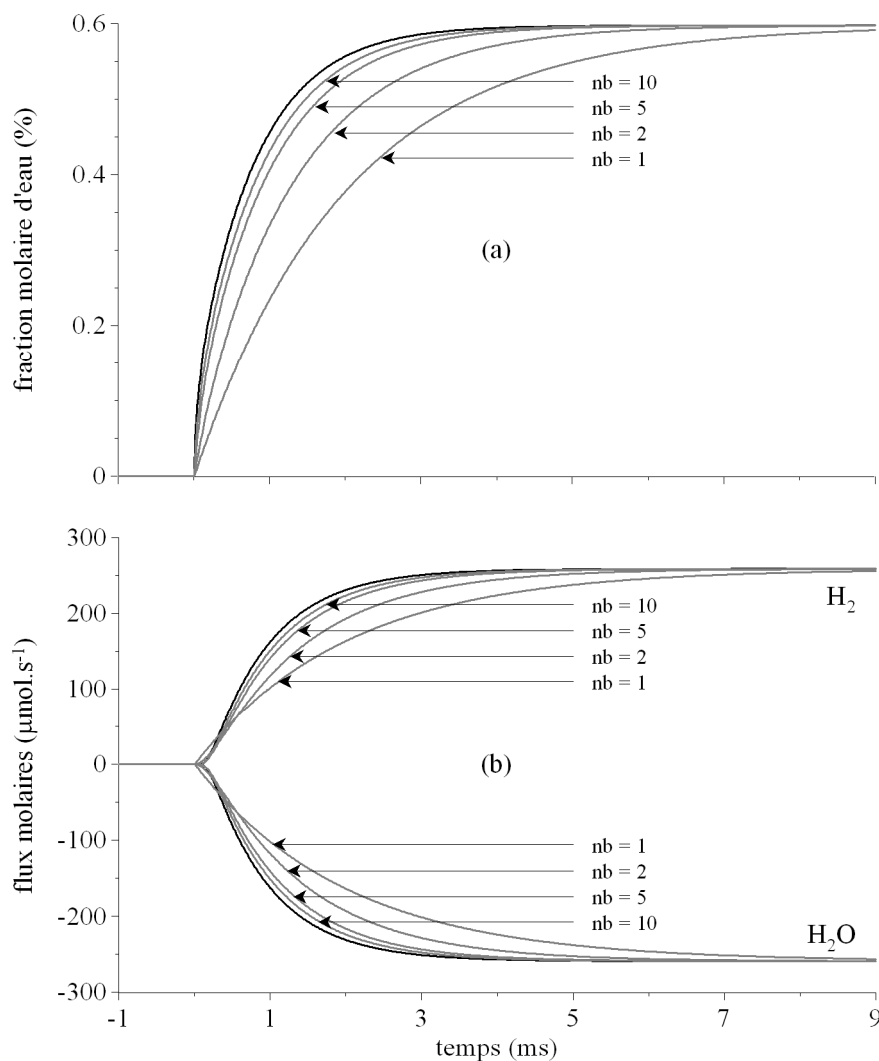 0.6
0.4
0.2
0
fraction molaire d'eau (%)
nb = 10
nb = 5
nb = 2
nb = 1
(a)
300
200
100
0
-100
-200
-300
flux molaires (μmol.s⁻¹)
H₂
nb = 10
nb = 5
nb = 2
nb = 1
(b)
nb = 1
nb = 2
nb = 5
nb = 10
H₂O
-1 1 3 5 7 9
temps (ms)